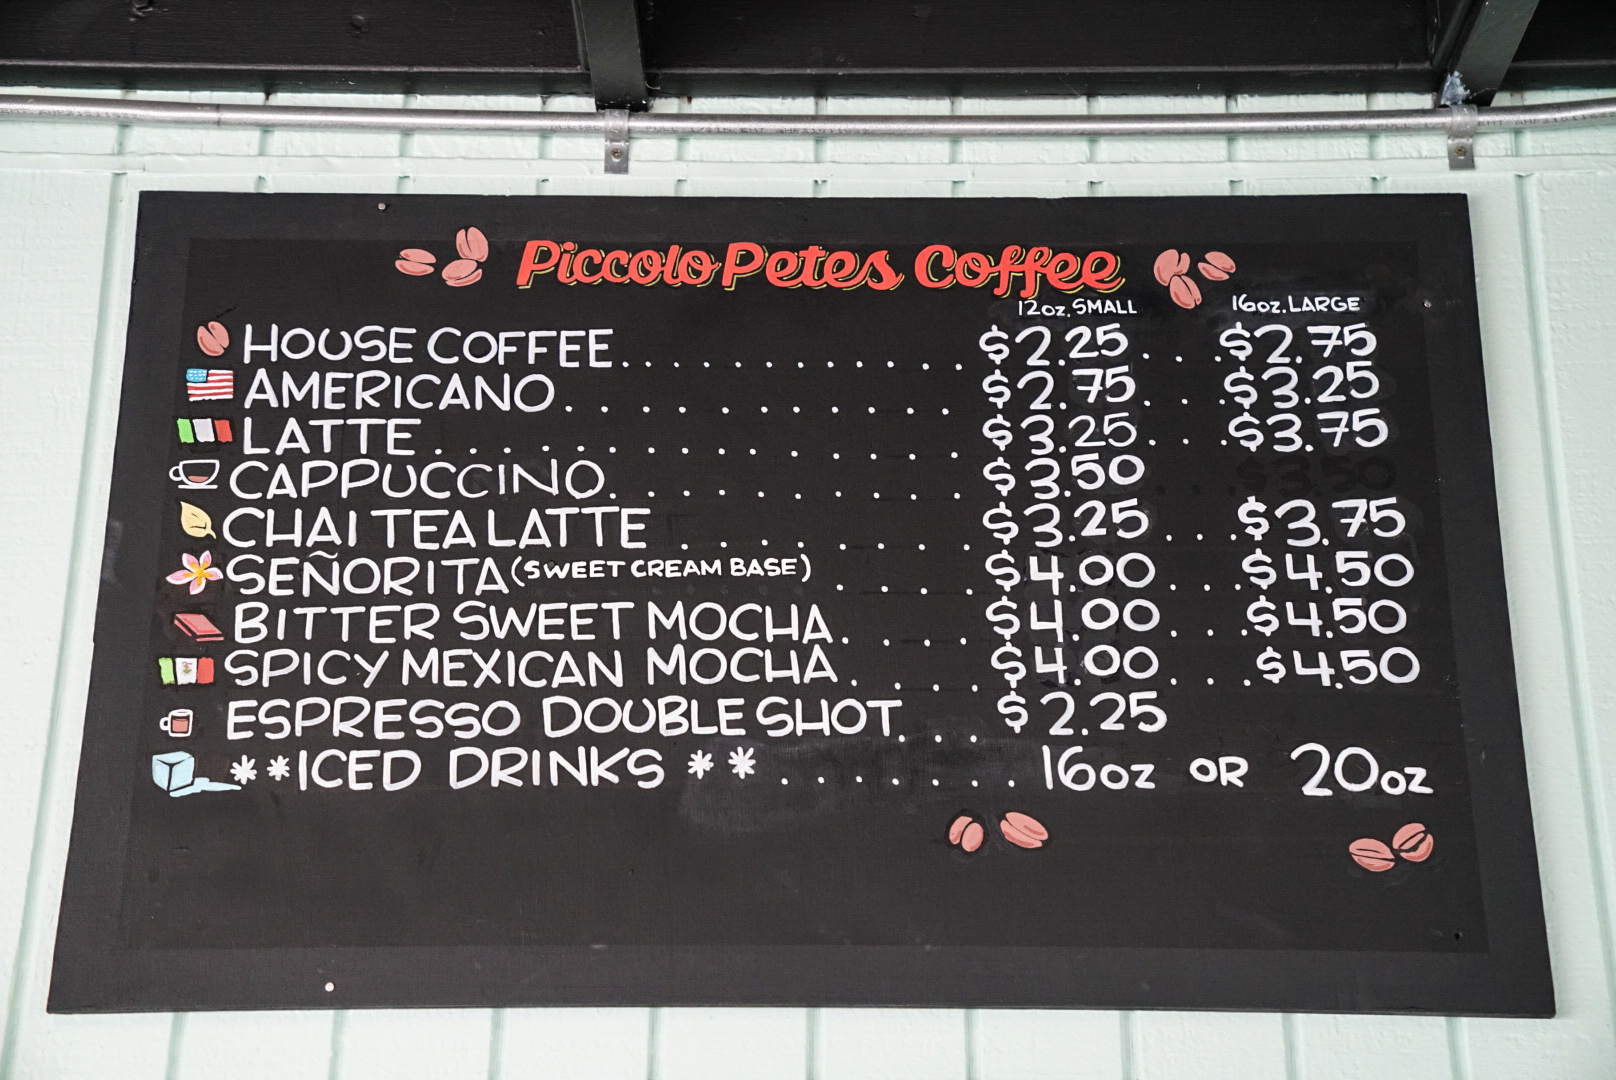 Piccolo Petes Coffee
12oz. SMALL 16oz. LARGE
HOUSE COFFEE. . . . . . . . . . . . $2.25 . . . $2.75
AMERICANO . . . . . . . . . . $2.75 . . . $3.25
LATTE . . . . . . . . . . . . . . . $3.25 . . . $3.75
CAPPUCCINO. . . . . . . . . . $3.50
CHAI TEA LATTE . . . . . . . . $3.25 . . . $3.75
SEÑORITA (SWEET CREAM BASE) . . . . $4.00 . . . $4.50
BITTER SWEET MOCHA. . . . $4.00 . . . $4.50
SPICY MEXICAN MOCHA . . . . $4.00 . . . $4.50
ESPRESSO DOUBLE SHOT. . . $2.25
**ICED DRINKS ** . . . . . . . 16oz OR 20oz